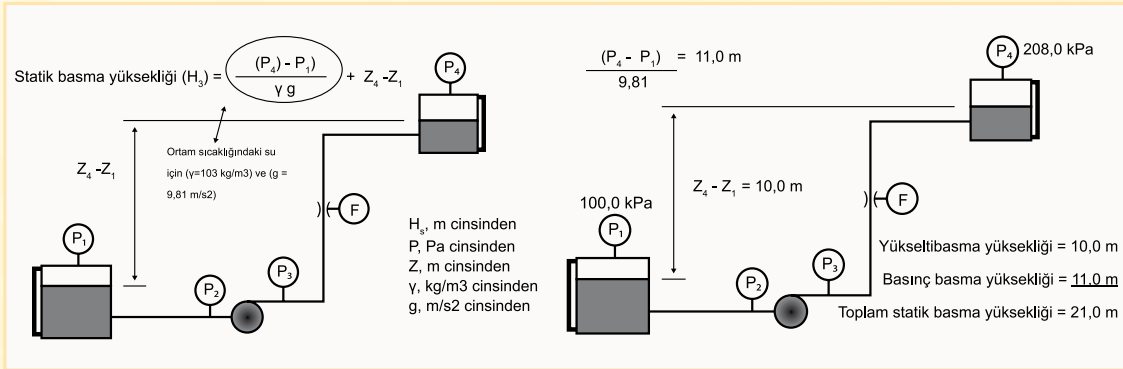 Statik basma yüksekliği (H3) = (P4) - P1) / γ g + Z4 -Z1
P4
Z4 -Z1
Ortam sıcaklığındaki su
için (γ=103 kg/m3) ve (g =
9,81 m/s2)
F
P1
P2
P3
Hs, m cinsinden
P, Pa cinsinden
Z, m cinsinden
γ, kg/m3 cinsinden
g, m/s2 cinsinden
(P4 - P1) / 9,81 = 11,0 m
P4 208,0 kPa
Z4 - Z1 = 10,0 m
100,0 kPa
P1
F
P2
P3
Yükseltibasma yüksekliği = 10,0 m
Basınç basma yüksekliği = 11,0 m
Toplam statik basma yüksekliği = 21,0 m